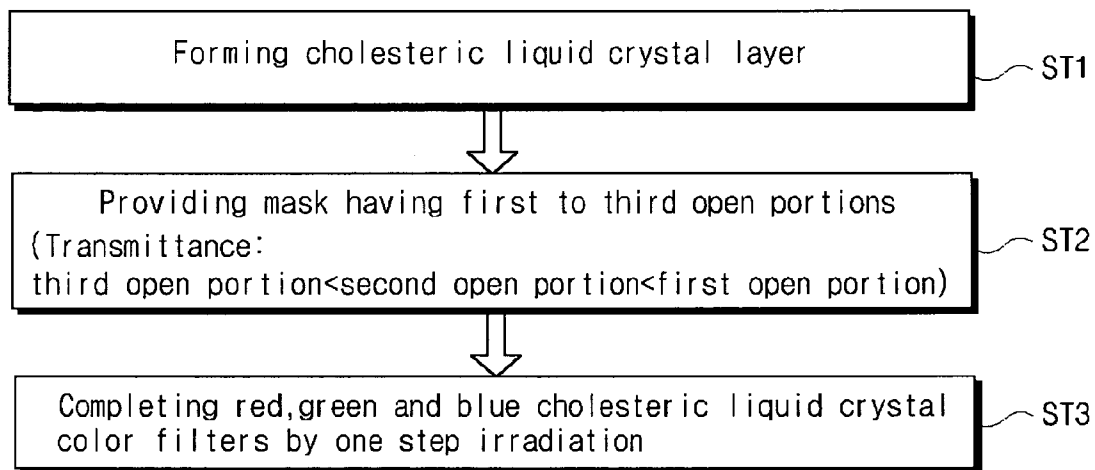 Forming cholesteric liquid crystal layer
ST1
Providing mask having first to third open portions
(Transmittance:
third open portion<second open portion<first open portion)
ST2
Completing red,green and blue cholesteric liquid crystal
color filters by one step irradiation
ST3